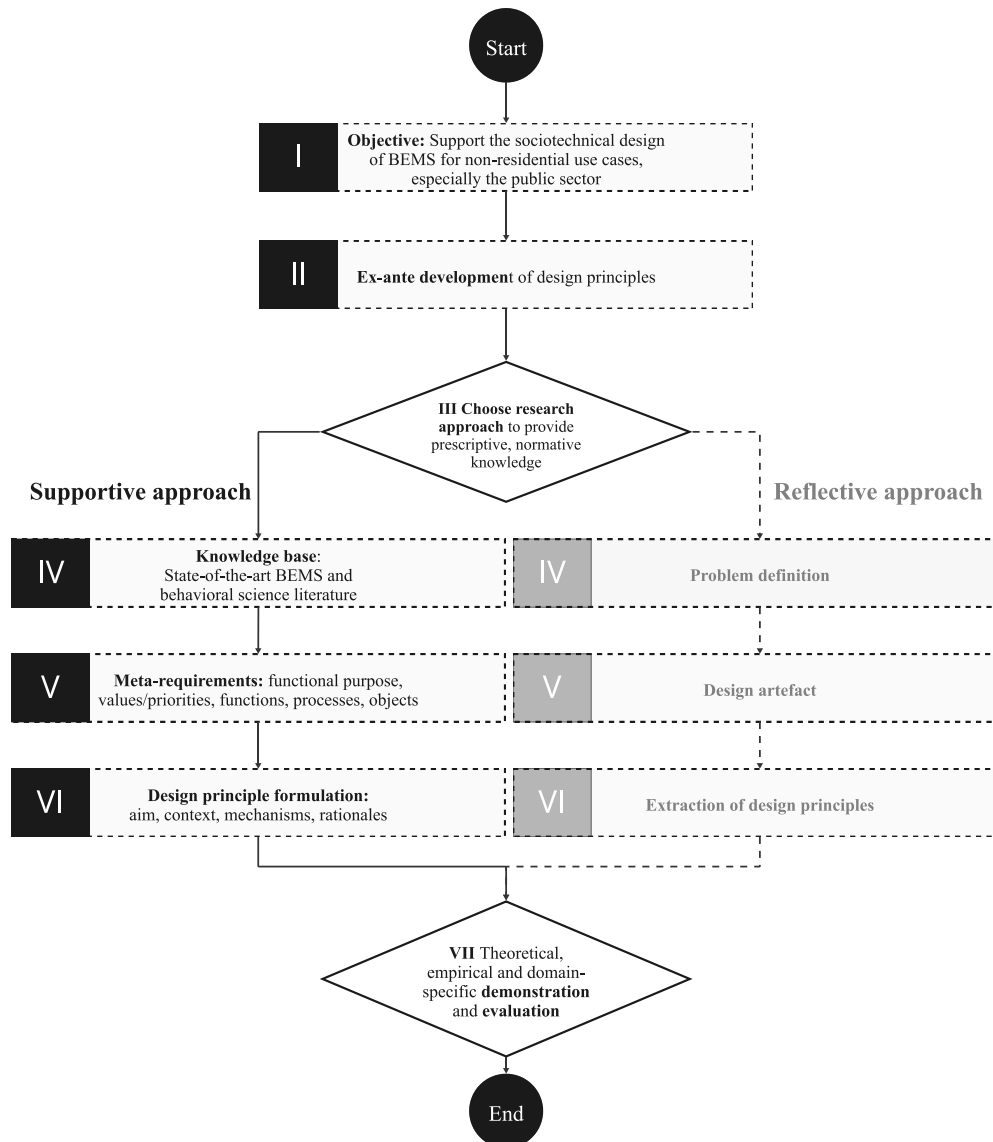 Start
I
Objective: Support the sociotechnical design
of BEMS for non-residential use cases,
especially the public sector
II
Ex-ante development of design principles
III Choose research
approach to provide
prescriptive, normative
knowledge
Supportive approach
Reflective approach
IV
Knowledge base:
State-of-the-art BEMS and
behavioral science literature
IV
Problem definition
V
Meta-requirements: functional purpose,
values/priorities, functions, processes, objects
V
Design artefact
VI
Design principle formulation:
aim, context, mechanisms, rationales
VI
Extraction of design principles
VII Theoretical,
empirical and domain-
specific demonstration
and evaluation
End